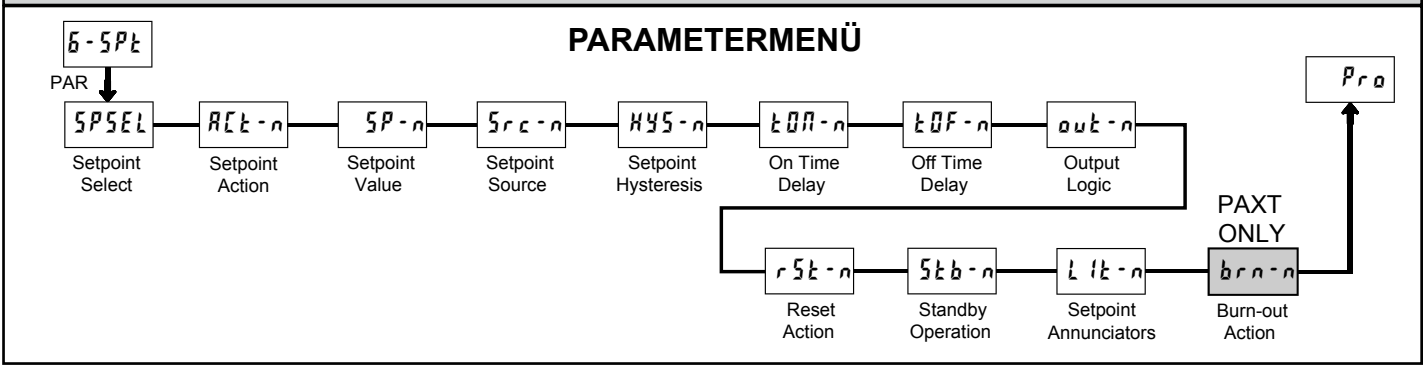 6-SPt
PARAMETERMENÜ
PAR
Pro
SPSEL
ACt-n
SP-n
Src-n
HYS-n
tON-n
tOF-n
out-n
Setpoint
Select
Setpoint
Action
Setpoint
Value
Setpoint
Source
Setpoint
Hysteresis
On Time
Delay
Off Time
Delay
Output
Logic
PAXT
ONLY
rSt-n
Stb-n
LIt-n
brn-n
Reset
Action
Standby
Operation
Setpoint
Annunciators
Burn-out
Action